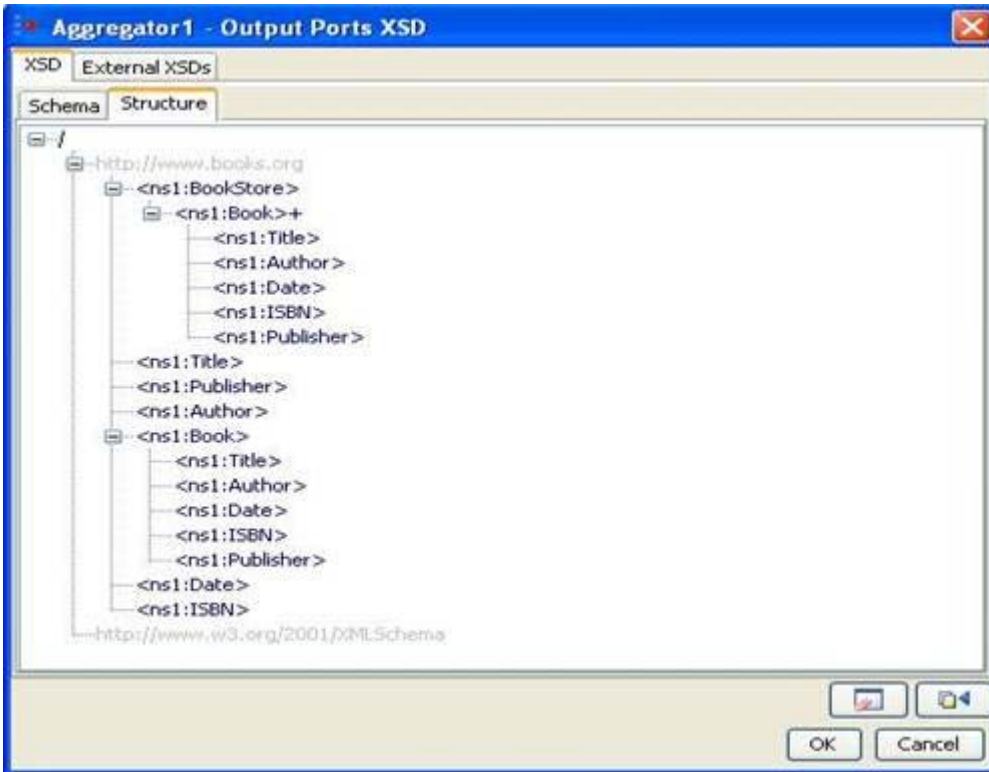 Aggregator1 - Output Ports XSD
XSD External XSDs
Schema Structure
/
http://www.books.org
<ns1:BookStore>
<ns1:Book>+
<ns1:Title>
<ns1:Author>
<ns1:Date>
<ns1:ISBN>
<ns1:Publisher>
<ns1:Title>
<ns1:Publisher>
<ns1:Author>
<ns1:Book>
<ns1:Title>
<ns1:Author>
<ns1:Date>
<ns1:ISBN>
<ns1:Publisher>
<ns1:Date>
<ns1:ISBN>
http://www.w3.org/2001/XMLSchema
OK Cancel